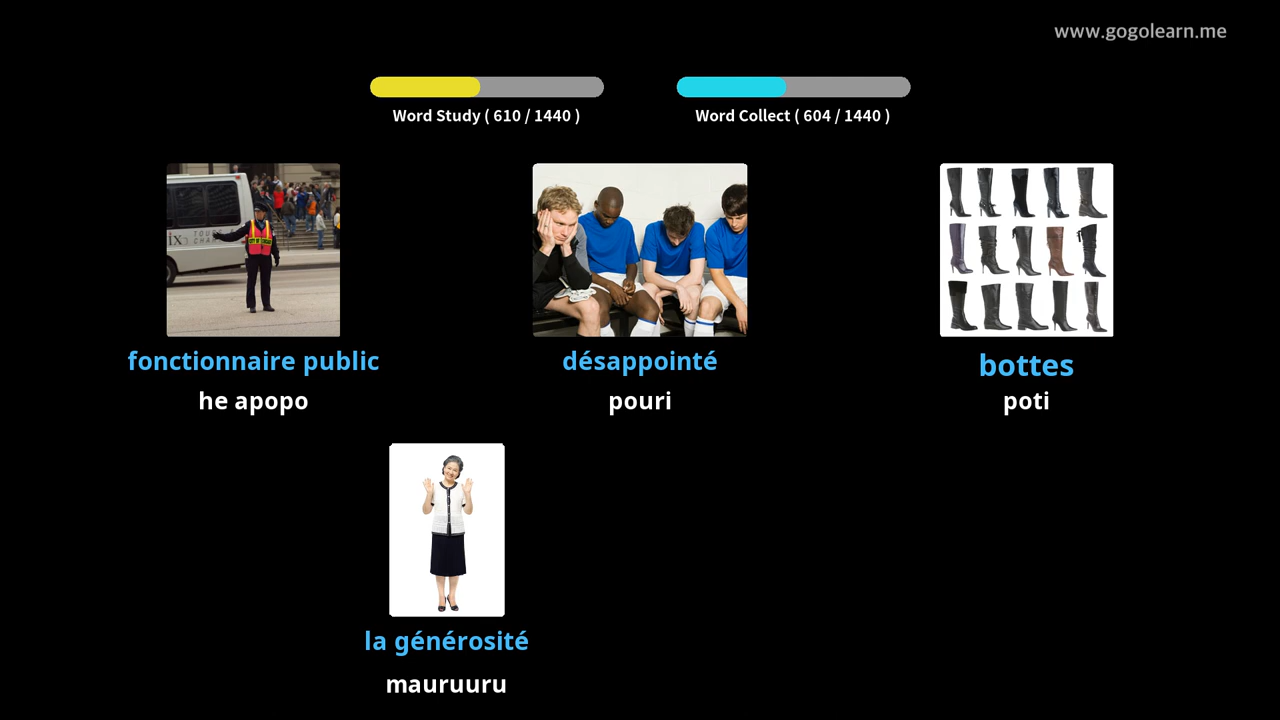 www.gogolearn.me
Word Study ( 610 / 1440 )
Word Collect ( 604 / 1440 )
fonctionnaire public
he apopo
désappointé
pouri
bottes
poti
la générosité
mauruuru